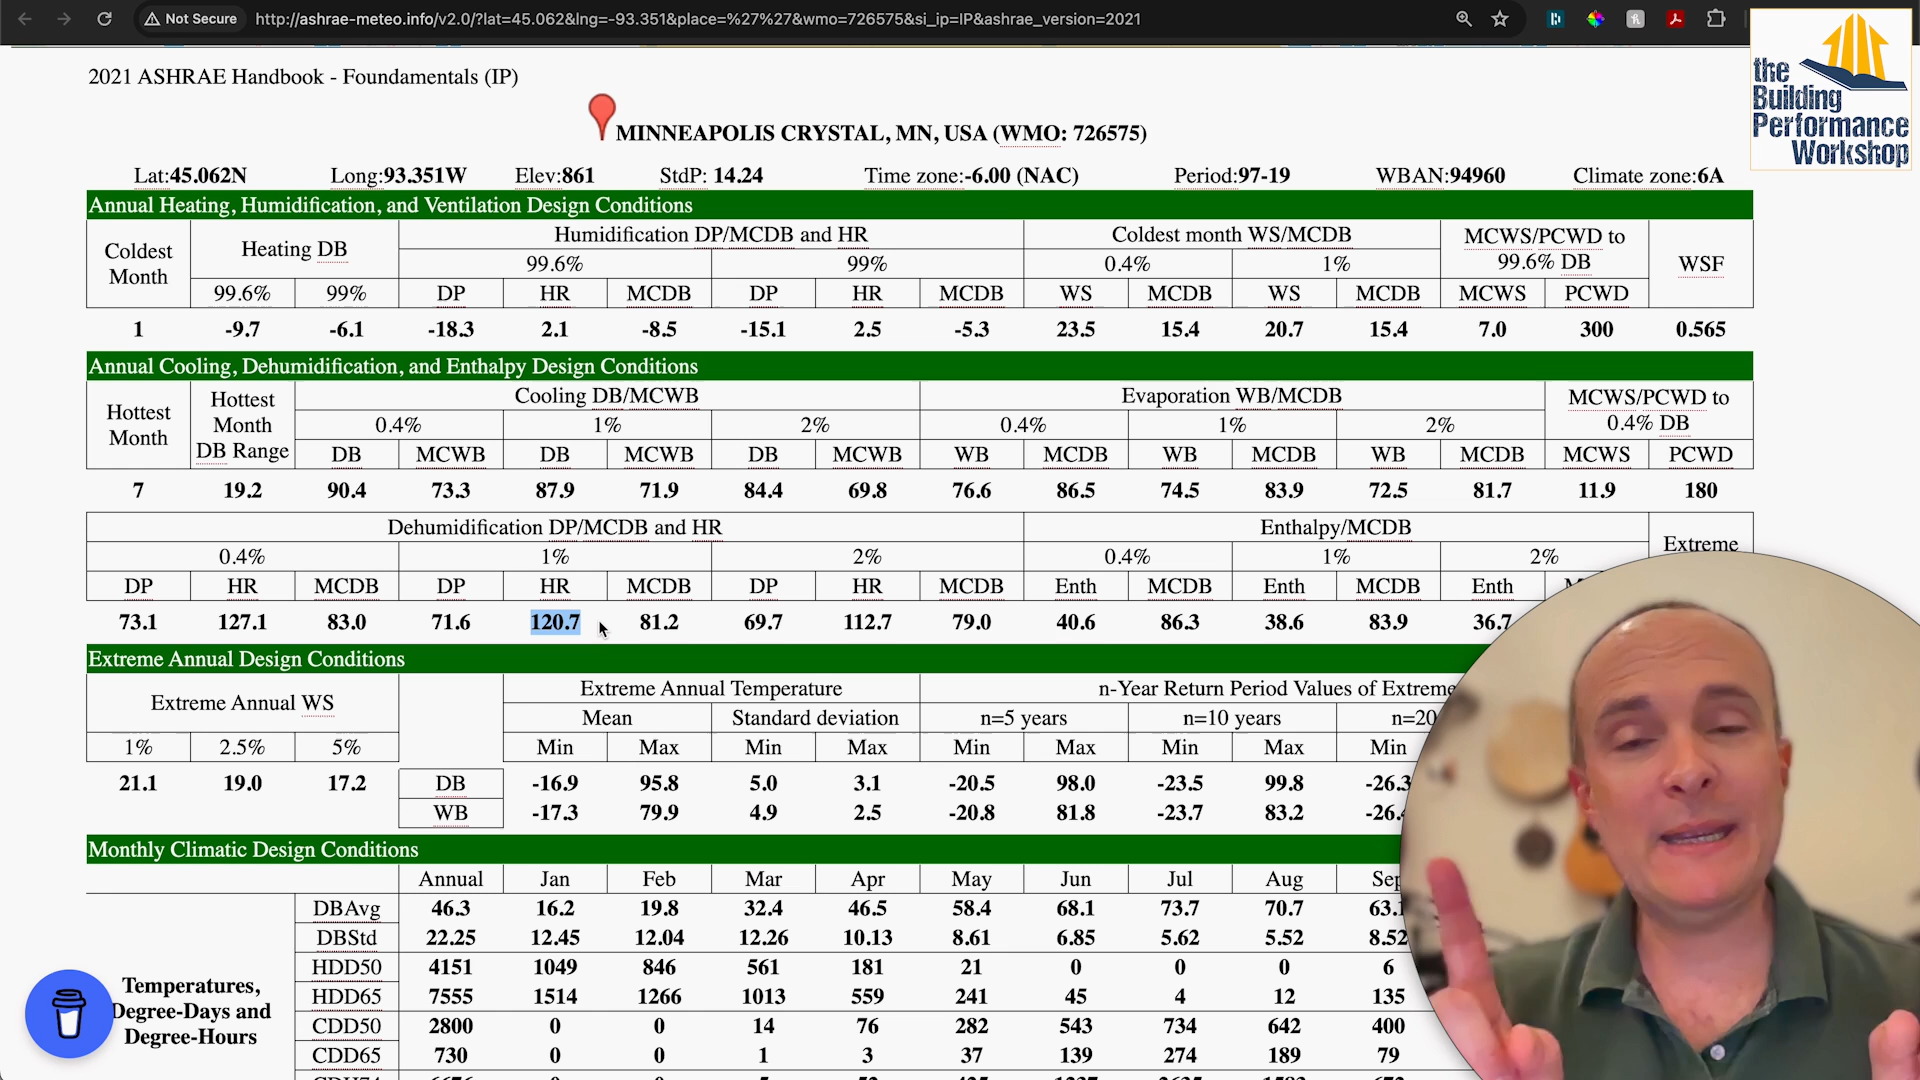 Not Secure
http://ashrae-meteo.info/v2.0/?lat=45.062&lng=-93.351&place=%27%27&wmo=726575&si_ip=IP&ashrae_version=2021
the
Building
Performance
Workshop
2021 ASHRAE Handbook - Foundamentals (IP)
MINNEAPOLIS CRYSTAL, MN, USA (WMO: 726575)
Lat:45.062N Long:93.351W Elev:861 StdP: 14.24 Time zone:-6.00 (NAC) Period:97-19 WBAN:94960 Climate zone:6A
Annual Heating, Humidification, and Ventilation Design Conditions
Coldest Month Heating DB Humidification DP/MCDB and HR Coldest month WS/MCDB MCWS/PCWD to 99.6% DB WSF
99.6% 99% 0.4% 1%
99.6% 99% DP HR MCDB DP HR MCDB WS MCDB WS MCDB MCWS PCWD
1 -9.7 -6.1 -18.3 2.1 -8.5 -15.1 2.5 -5.3 23.5 15.4 20.7 15.4 7.0 300 0.565
Annual Cooling, Dehumidification, and Enthalpy Design Conditions
Hottest Month Hottest Month DB Range Cooling DB/MCWB Evaporation WB/MCDB MCWS/PCWD to 0.4% DB
0.4% 1% 2% 0.4% 1% 2%
DB MCWB DB MCWB DB MCWB WB MCDB WB MCDB WB MCDB MCWS PCWD
7 19.2 90.4 73.3 87.9 71.9 84.4 69.8 76.6 86.5 74.5 83.9 72.5 81.7 11.9 180
Dehumidification DP/MCDB and HR Enthalpy/MCDB Extreme
0.4% 1% 2% 0.4% 1% 2%
DP HR MCDB DP HR MCDB DP HR MCDB Enth MCDB Enth MCDB Enth
73.1 127.1 83.0 71.6 120.7 81.2 69.7 112.7 79.0 40.6 86.3 38.6 83.9 36.7
Extreme Annual Design Conditions
Extreme Annual WS Extreme Annual Temperature n-Year Return Period Values of Extreme
Mean Standard deviation n=5 years n=10 years n=20
1% 2.5% 5% Min Max Min Max Min Max Min Max Min
21.1 19.0 17.2 DB -16.9 95.8 5.0 3.1 -20.5 98.0 -23.5 99.8 -26.3
WB -17.3 79.9 4.9 2.5 -20.8 81.8 -23.7 83.2 -26.
Monthly Climatic Design Conditions
Annual Jan Feb Mar Apr May Jun Jul Aug Sep
DBAvg 46.3 16.2 19.8 32.4 46.5 58.4 68.1 73.7 70.7 63.1
DBStd 22.25 12.45 12.04 12.26 10.13 8.61 6.85 5.62 5.52 8.52
HDD50 4151 1049 846 561 181 21 0 0 0 6
Temperatures, Degree-Days and Degree-Hours
HDD65 7555 1514 1266 1013 559 241 45 4 12 135
CDD50 2800 0 0 14 76 282 543 734 642 400
CDD65 730 0 0 1 3 37 139 274 189 79